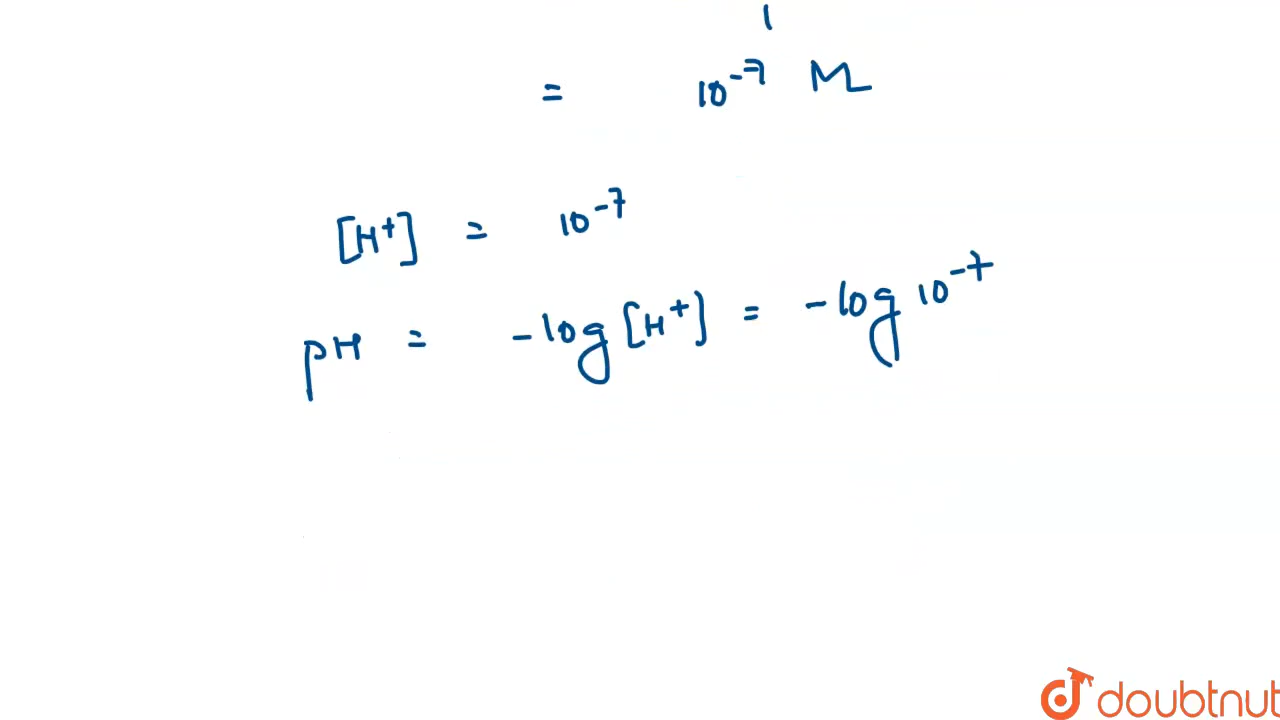 1
= 10⁻⁷ M
[H⁺] = 10⁻⁷
pH = -log [H⁺] = -log 10⁻⁷
doubtnut